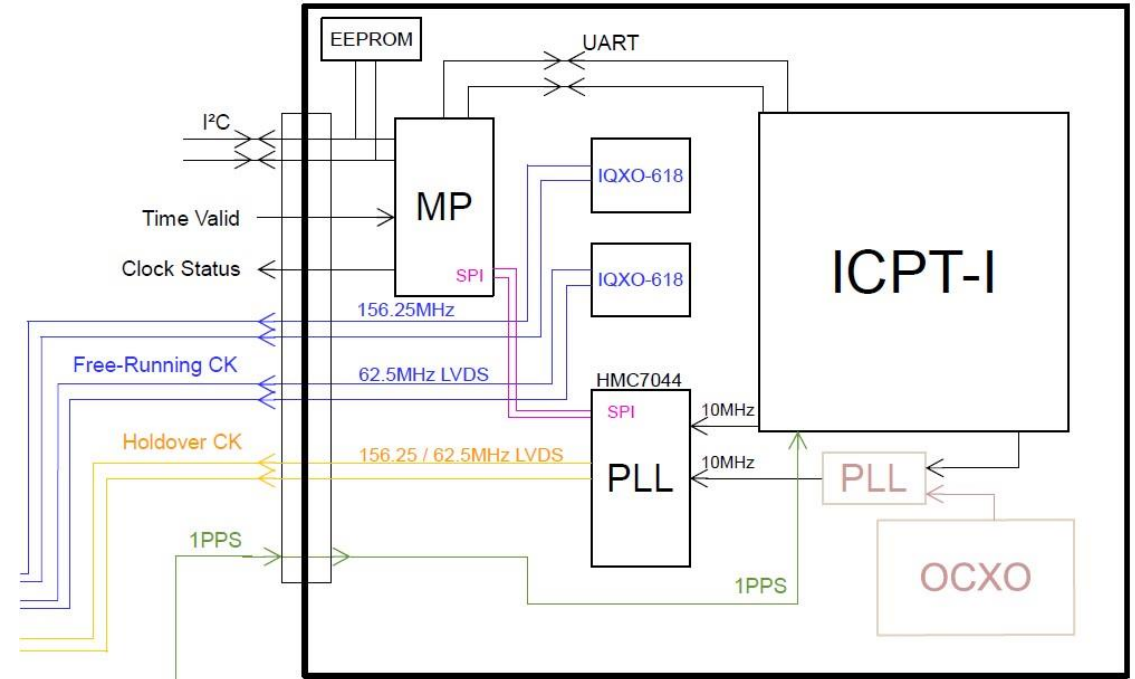 EEPROM
UART
I²C
MP
IQXO-618
ICPT-I
Time Valid
Clock Status
SPI
IQXO-618
156.25MHz
Free-Running CK
62.5MHz LVDS
HMC7044
SPI
10MHz
Holdover CK
156.25 / 62.5MHz LVDS
PLL
10MHz
PLL
1PPS
1PPS
OCXO